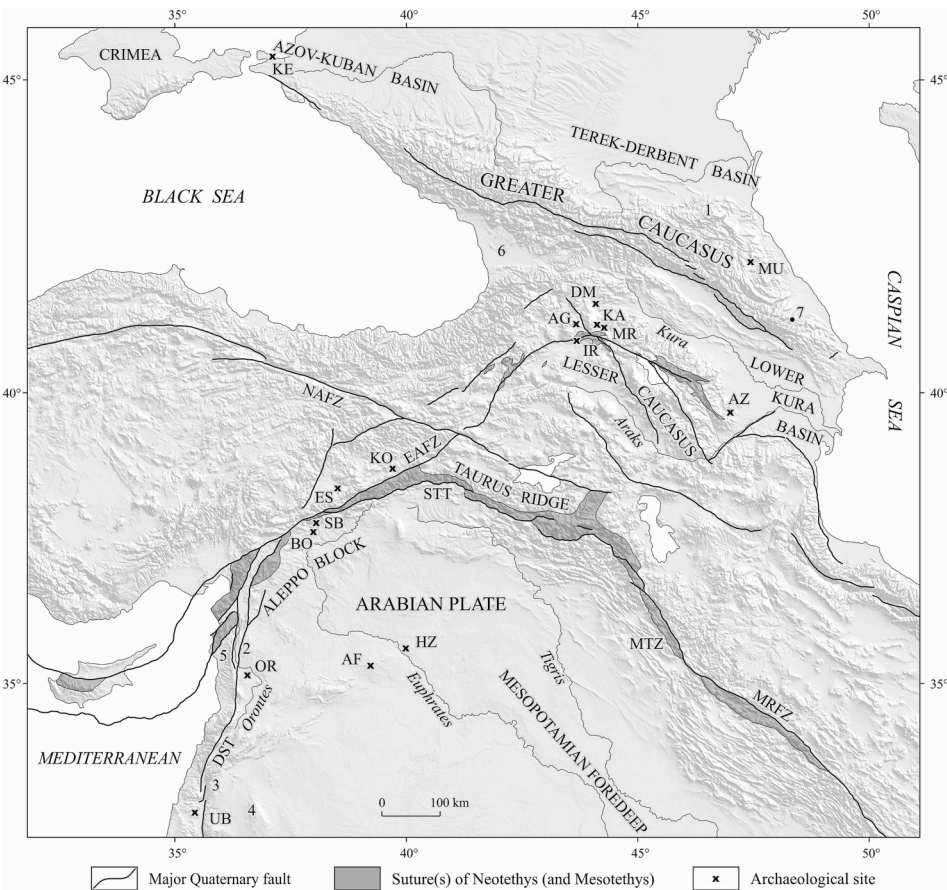 35° 40° 45° 50°
CRIMEA
AZOV-KUBAN BASIN
KE
45° 45°
TEREK-DERBENT BASIN
BLACK SEA
GREATER CAUCASUS
1
6
MU
CASPIAN SEA
DM
7
AG KA
MR
IR
Kura
LESSER CAUCASUS
LOWER KURA BASIN
40° 40°
NAFZ
AZ
Araks
KO EAFZ
ES
STT
TAURUS RIDGE
SB
BO
ALEPPO BLOCK
ARABIAN PLATE
MTZ
5 2
OR
AF HZ
35° 35°
Orontes
Euphrates
Tigris
MESOPOTAMIAN FOREDEEP
MRFZ
MEDITERRANEAN
DST
3
4
UB
0 100 km
35° 40° 45° 50°
Major Quaternary fault
Suture(s) of Neotethys (and Mesotethys)
Archaeological site